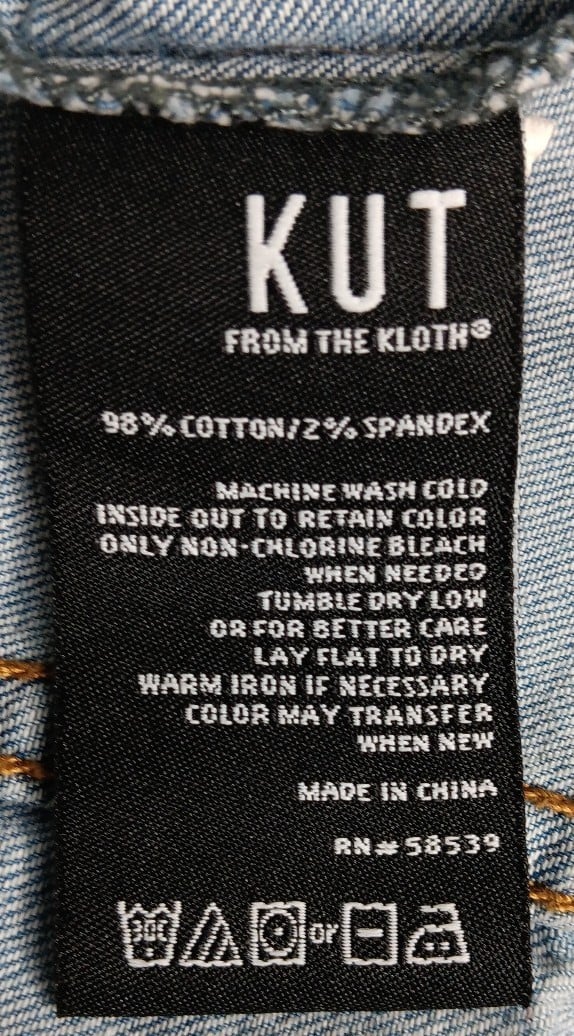 KUT
FROM THE KLOTH®
98% COTTON/2% SPANDEX
MACHINE WASH COLD
INSIDE OUT TO RETAIN COLOR
ONLY NON-CHLORINE BLEACH
WHEN NEEDED
TUMBLE DRY LOW
OR FOR BETTER CARE
LAY FLAT TO DRY
WARM IRON IF NECESSARY
COLOR MAY TRANSFER
WHEN NEW
MADE IN CHINA
RN# 58539
30C or